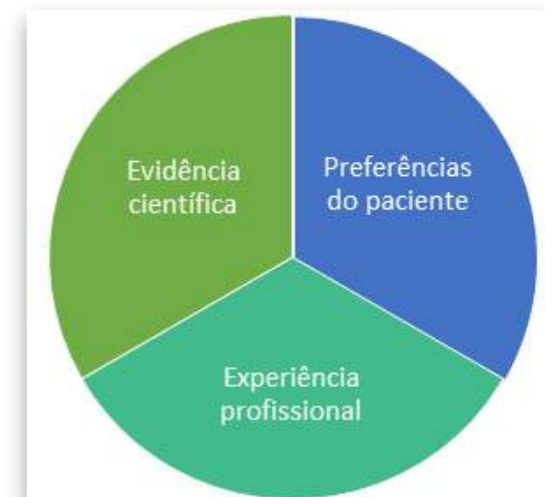 Evidência
científica
Preferências
do paciente
Experiência
profissional